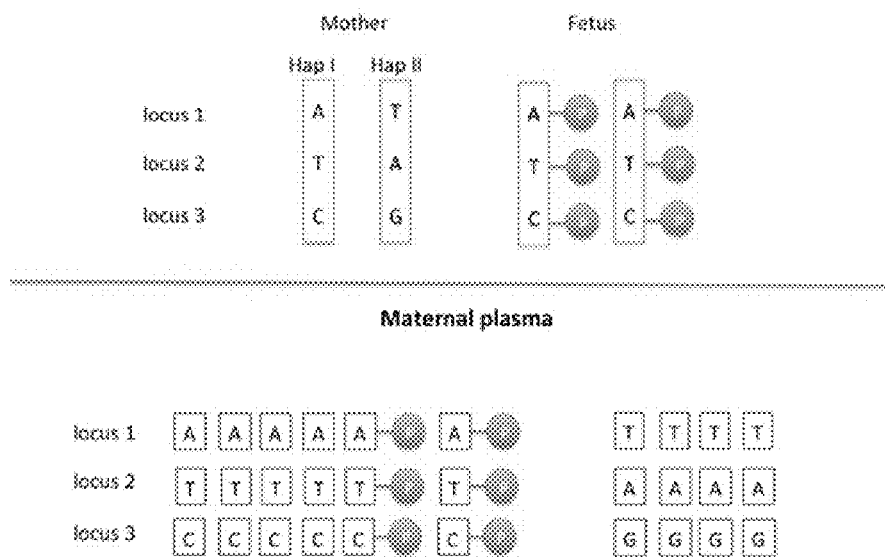 Mother Fetus
Hap I Hap II
locus 1 A T A A
locus 2 T A T T
locus 3 C G C C
Maternal plasma
locus 1 A A A A A A T T T T
locus 2 T T T T T T A A A A
locus 3 C C C C C C G G G G